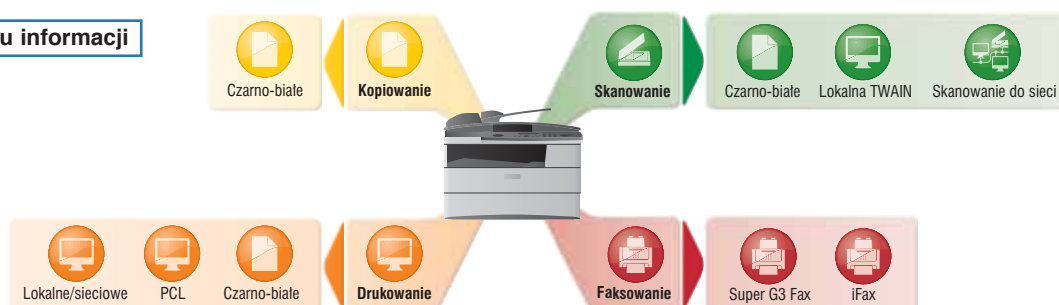 u informacji
Czarno-białe
Kopiowanie
Skanowanie
Czarno-białe
Lokalna TWAIN
Skanowanie do sieci
Lokalne/sieciowe
PCL
Czarno-białe
Drukowanie
Faksowanie
Super G3 Fax
iFax